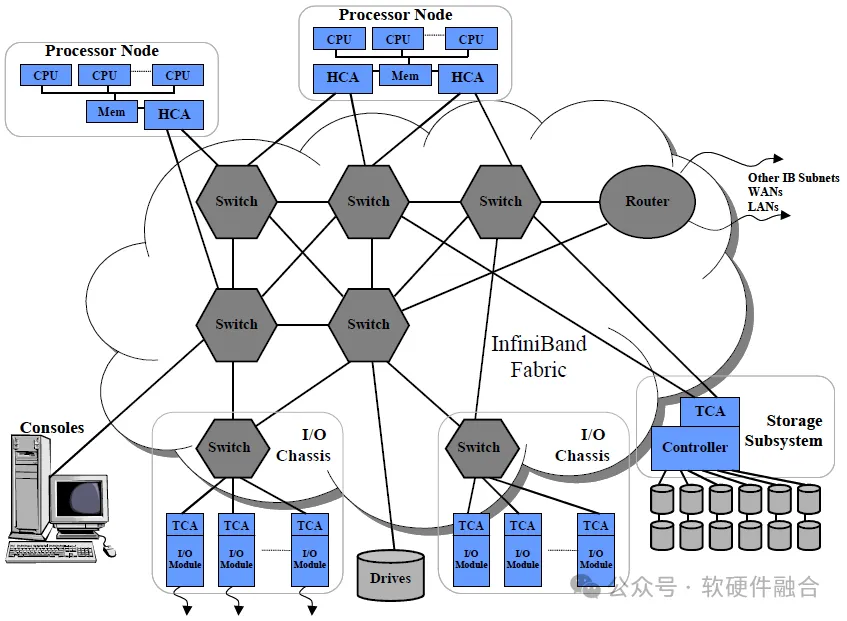 Processor Node
CPU
CPU
CPU
HCA
Mem
HCA
Processor Node
CPU
CPU
CPU
Mem
HCA
Switch
Switch
Switch
Router
Other IB Subnets
WANs
LANs
Switch
Switch
InfiniBand
Fabric
Consoles
Switch
I/O
Chassis
TCA
I/O
Module
TCA
I/O
Module
TCA
I/O
Module
Drives
Switch
I/O
Chassis
TCA
I/O
Module
TCA
I/O
Module
TCA
I/O
Module
TCA
Controller
Storage
Subsystem
公众号 · 软硬件融合